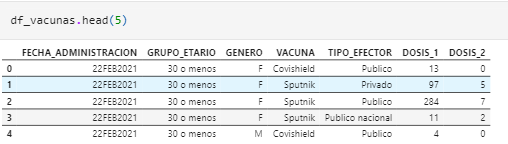 df_vacunas.head(5)
FECHA_ADMINISTRACION GRUPO_ETARIO GENERO VACUNA TIPO_EFECTOR DOSIS_1 DOSIS_2
0 22FEB2021 30 o menos F Covishield Publico 13 0
1 22FEB2021 30 o menos F Sputnik Privado 97 5
2 22FEB2021 30 o menos F Sputnik Publico 284 7
3 22FEB2021 30 o menos F Sputnik Publico nacional 11 2
4 22FEB2021 30 o menos M Covishield Publico 4 0